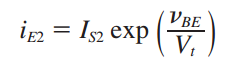 i_{E2} = I_{S2} exp (v_{BE} / V_t)